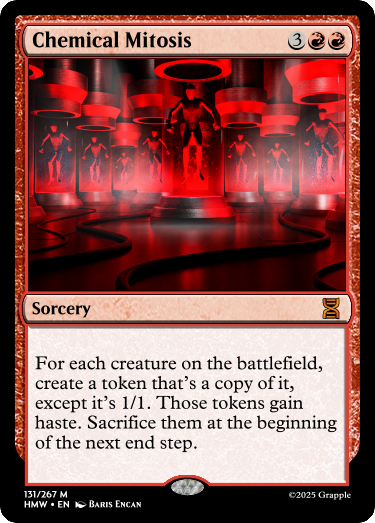 Chemical Mitosis 3
Sorcery
For each creature on the battlefield,
create a token that's a copy of it,
except it's 1/1. Those tokens gain
haste. Sacrifice them at the beginning
of the next end step.
131/267 M
HMW • EN Baris Encan
©2025 Grapple